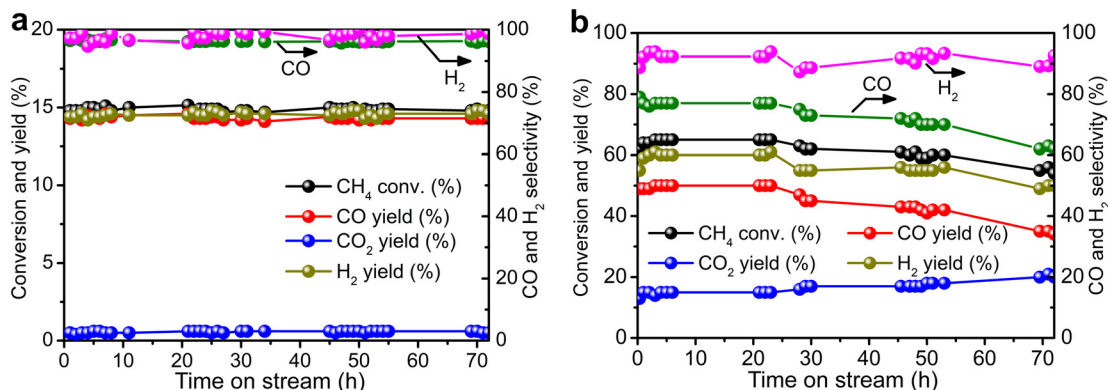 a
20
15
10
5
0
Conversion and yield (%)
100
80
60
40
20
0
CO and H₂ selectivity (%)
CO
H₂
CH₄ conv. (%)
CO yield (%)
CO₂ yield (%)
H₂ yield (%)
0 10 20 30 40 50 60 70
Time on stream (h)
b
100
80
60
40
20
0
Conversion and yield (%)
100
80
60
40
20
0
CO and H₂ selectivity (%)
CO
H₂
CH₄ conv. (%) CO yield (%)
CO₂ yield (%) H₂ yield (%)
0 10 20 30 40 50 60 70
Time on stream (h)